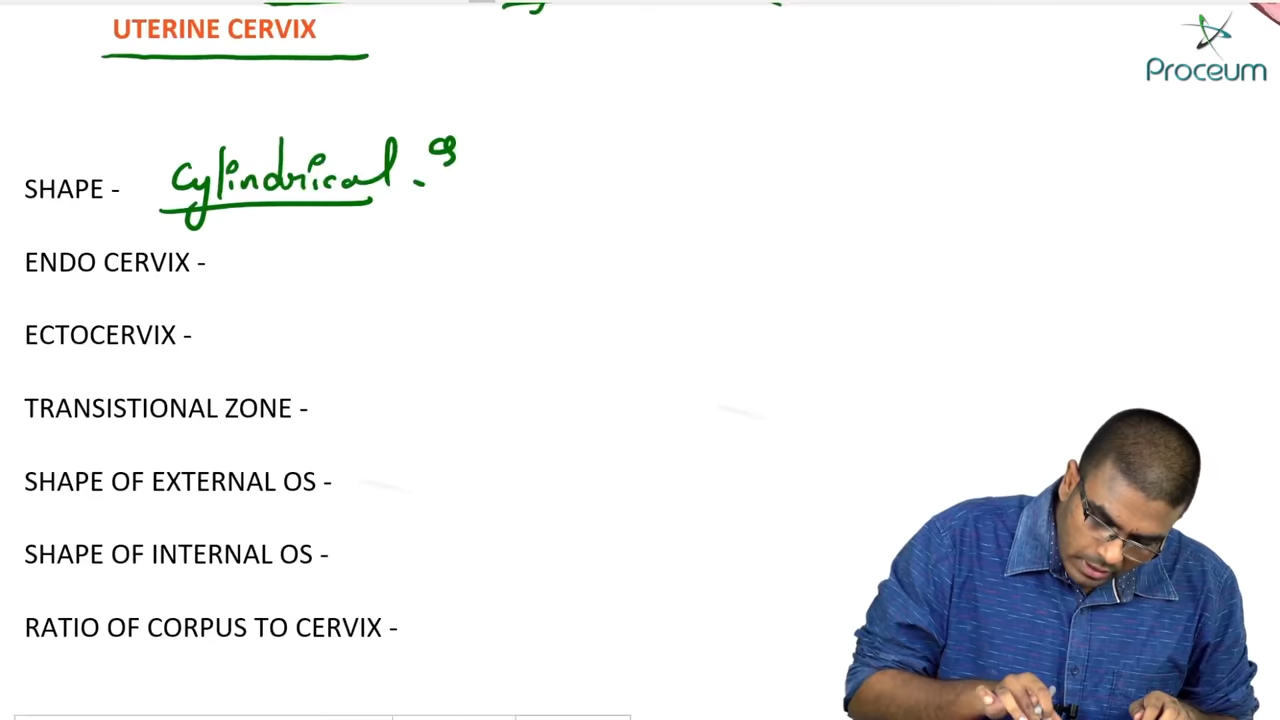 UTERINE CERVIX
Proceum
SHAPE - Cylindrical.
ENDO CERVIX -
ECTOCERVIX -
TRANSISTIONAL ZONE -
SHAPE OF EXTERNAL OS -
SHAPE OF INTERNAL OS -
RATIO OF CORPUS TO CERVIX -